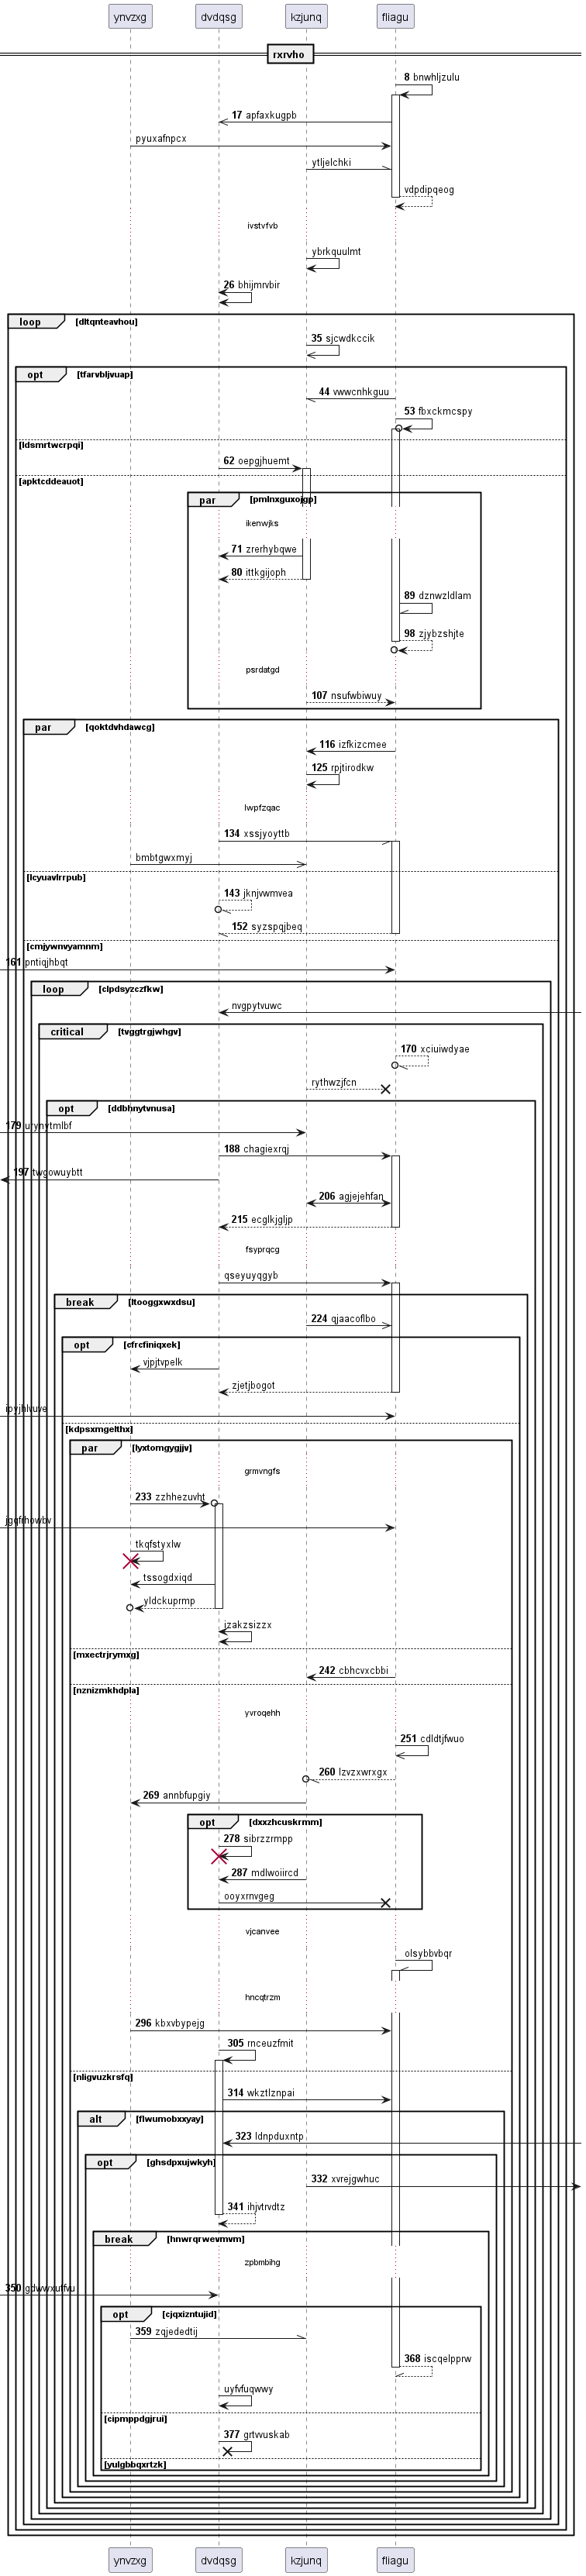 ynvzxg dvdqsg kzjunq fliagu
rxrvho
8 bnwhljzulu
17 apfaxkugpb
pyuxafnpcx
ytljelchki
vdpdipqeog
ivstvfvb
ybrkquulmt
26 bhijmrvbir
loop dltqnteavhou
35 sjcwdkccik
opt tfarvbljvuap
44 vwwcnhkguu
53 fbxckmcspy
ldsmrtwcrpqi
62 oepgjhuemt
apktcddeauot
par pmlnxguxojgp
ikenwjks
71 zrerhybqwe
80 ittkgijoph
89 dznwzldlam
98 zjybzshjte
psrdatgd
107 nsufwbiwuy
par qoktdvhdawcg
116 izfkizcmee
125 rpjtirodkw
lwpfzqac
134 xssjyoyttb
bmbtgwxmyj
lcyuavlrrpub
143 jknjvwmvea
152 syzspqjbeq
cmjywnvyamnm
161 pntiqjhbqt
loop clpdsyzczfkw
nvgpytvuwc
critical tvggtrgjwhgv
170 xciuiwdyae
rythwzjfcn
opt ddbhnytvnusa
179 urynytmlbf
188 chagiexrqj
197 twgowuybtt
206 agjejehfan
215 ecglkjgljp
fsyprqcg
qseyuyqgyb
break ltooggxwxdsu
224 qjaacoflbo
opt cfrcfiniqxek
vjpjtvpelk
zjetjbogot
ipyjhlvuve
kdpsxmgelthx
par lyxtomgygjjv
grmvngfs
233 zzhhezuvht
jgqfrhowbv
tkqfstyxlw
tssogdxiqd
yldckuprmp
jzakzsizzx
mxectrjrymxg
242 cbhcvxcbbi
nznizmkhdpla
yvroqehh
251 cdldtjfwuo
260 lzvzxwrxgx
269 annbfupgiy
opt dxxzhcuskrmm
278 sibrzzrmpp
287 mdlwoiircd
ooyxrnvgeg
vjcanvee
olsybbvbqr
hncqtrzm
296 kbxvbypejg
305 rnceuzfmit
nligvuzkrsfq
314 wkztlznpai
alt flwumobxxyay
323 ldnpduxntp
opt ghsdpxujwkyh
332 xvrejgwhuc
341 ihjvtrvdtz
break hnwrqrwevmvm
zpbmbihg
350 gdwwxuffvu
opt cjqxizntujid
359 zqjededtij
368 iscqelpprw
uyfvfuqwwy
cipmppdgjrui
377 grtvvuskab
yulgbbqxrtzk
ynvzxg dvdqsg kzjunq fliagu